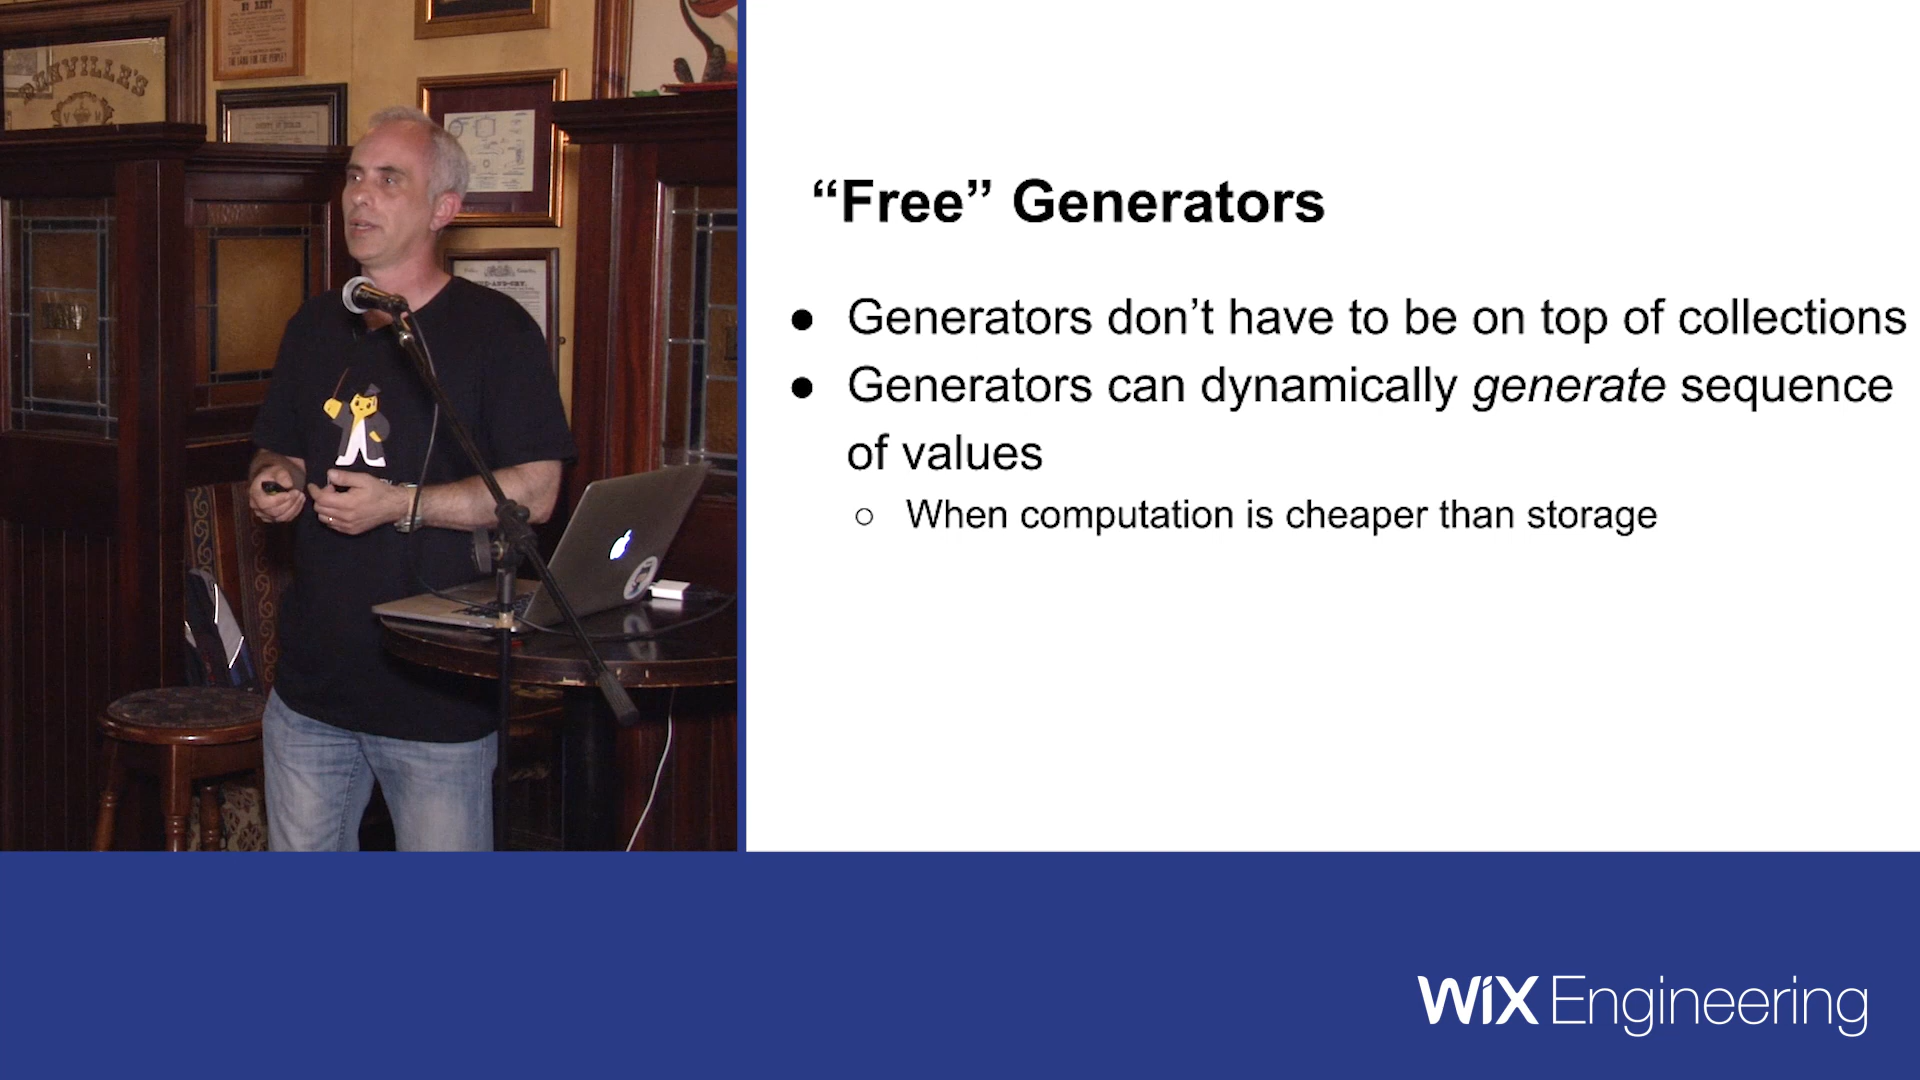 “Free” Generators
● Generators don’t have to be on top of collections
● Generators can dynamically generate sequence
of values
○ When computation is cheaper than storage
WiX Engineering